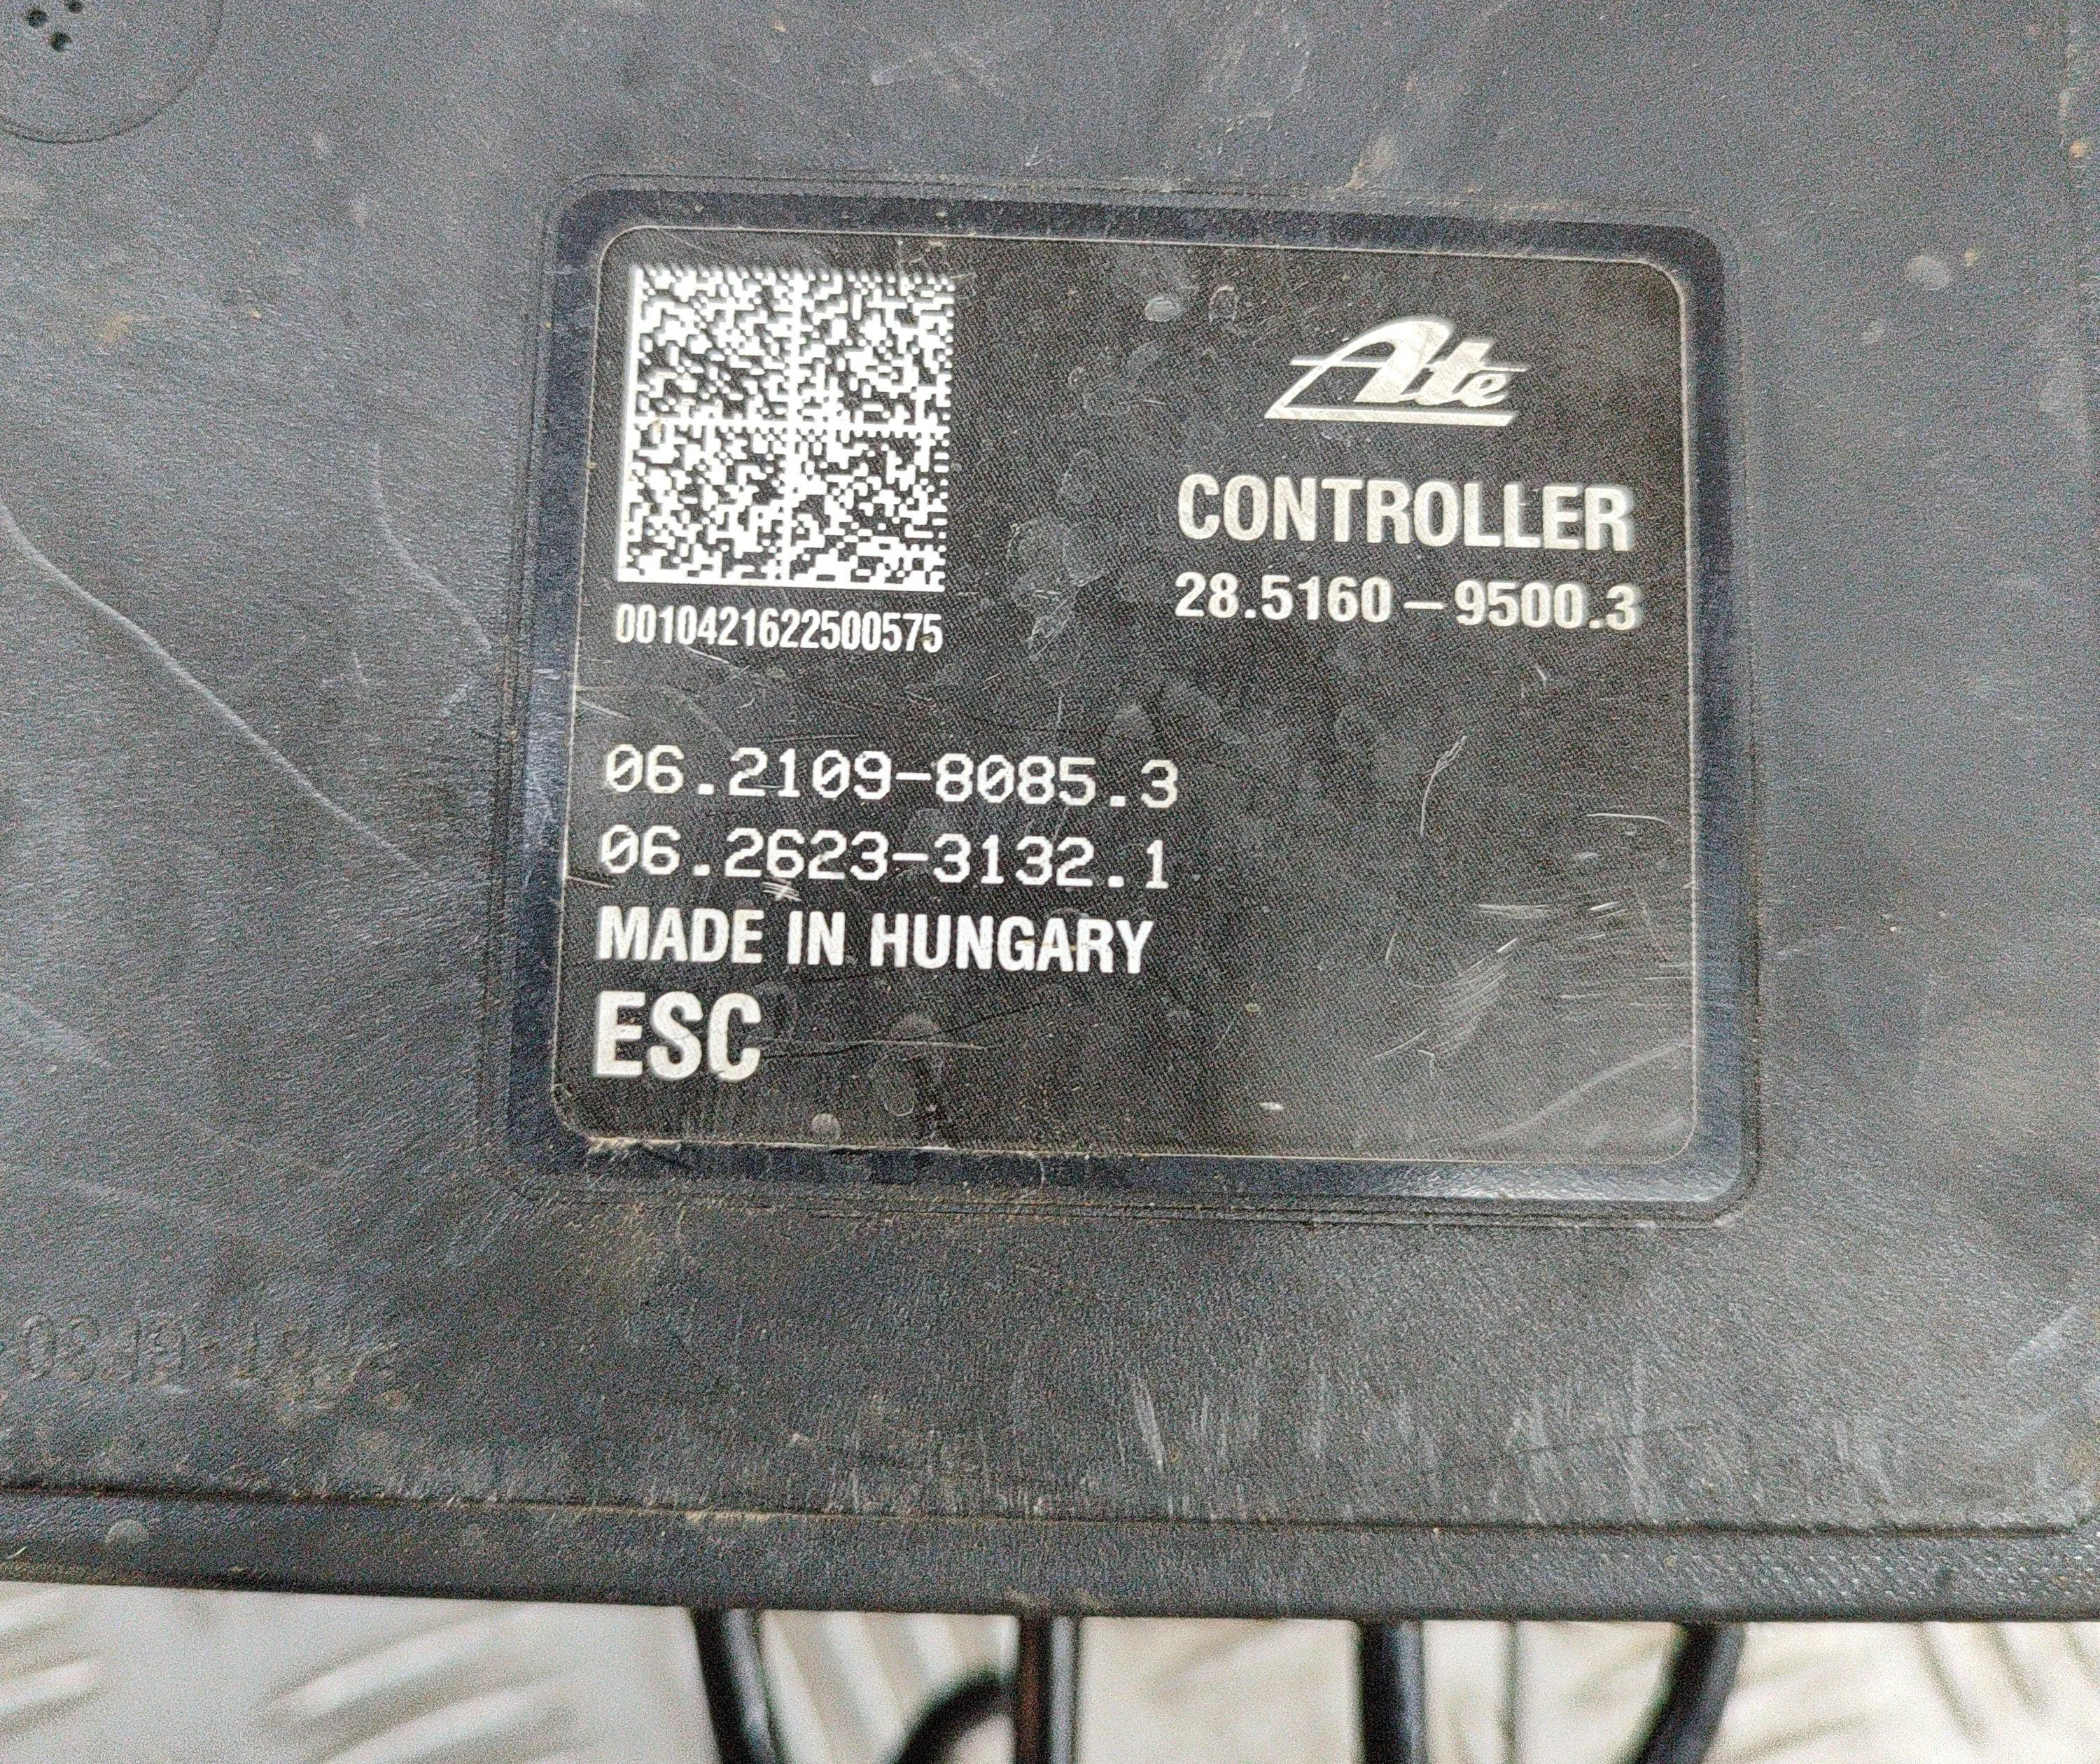 Ate
CONTROLLER
28.5160-9500.3
0010421622500575
06.2109-8085.3
06.2623-3132.1
MADE IN HUNGARY
ESC